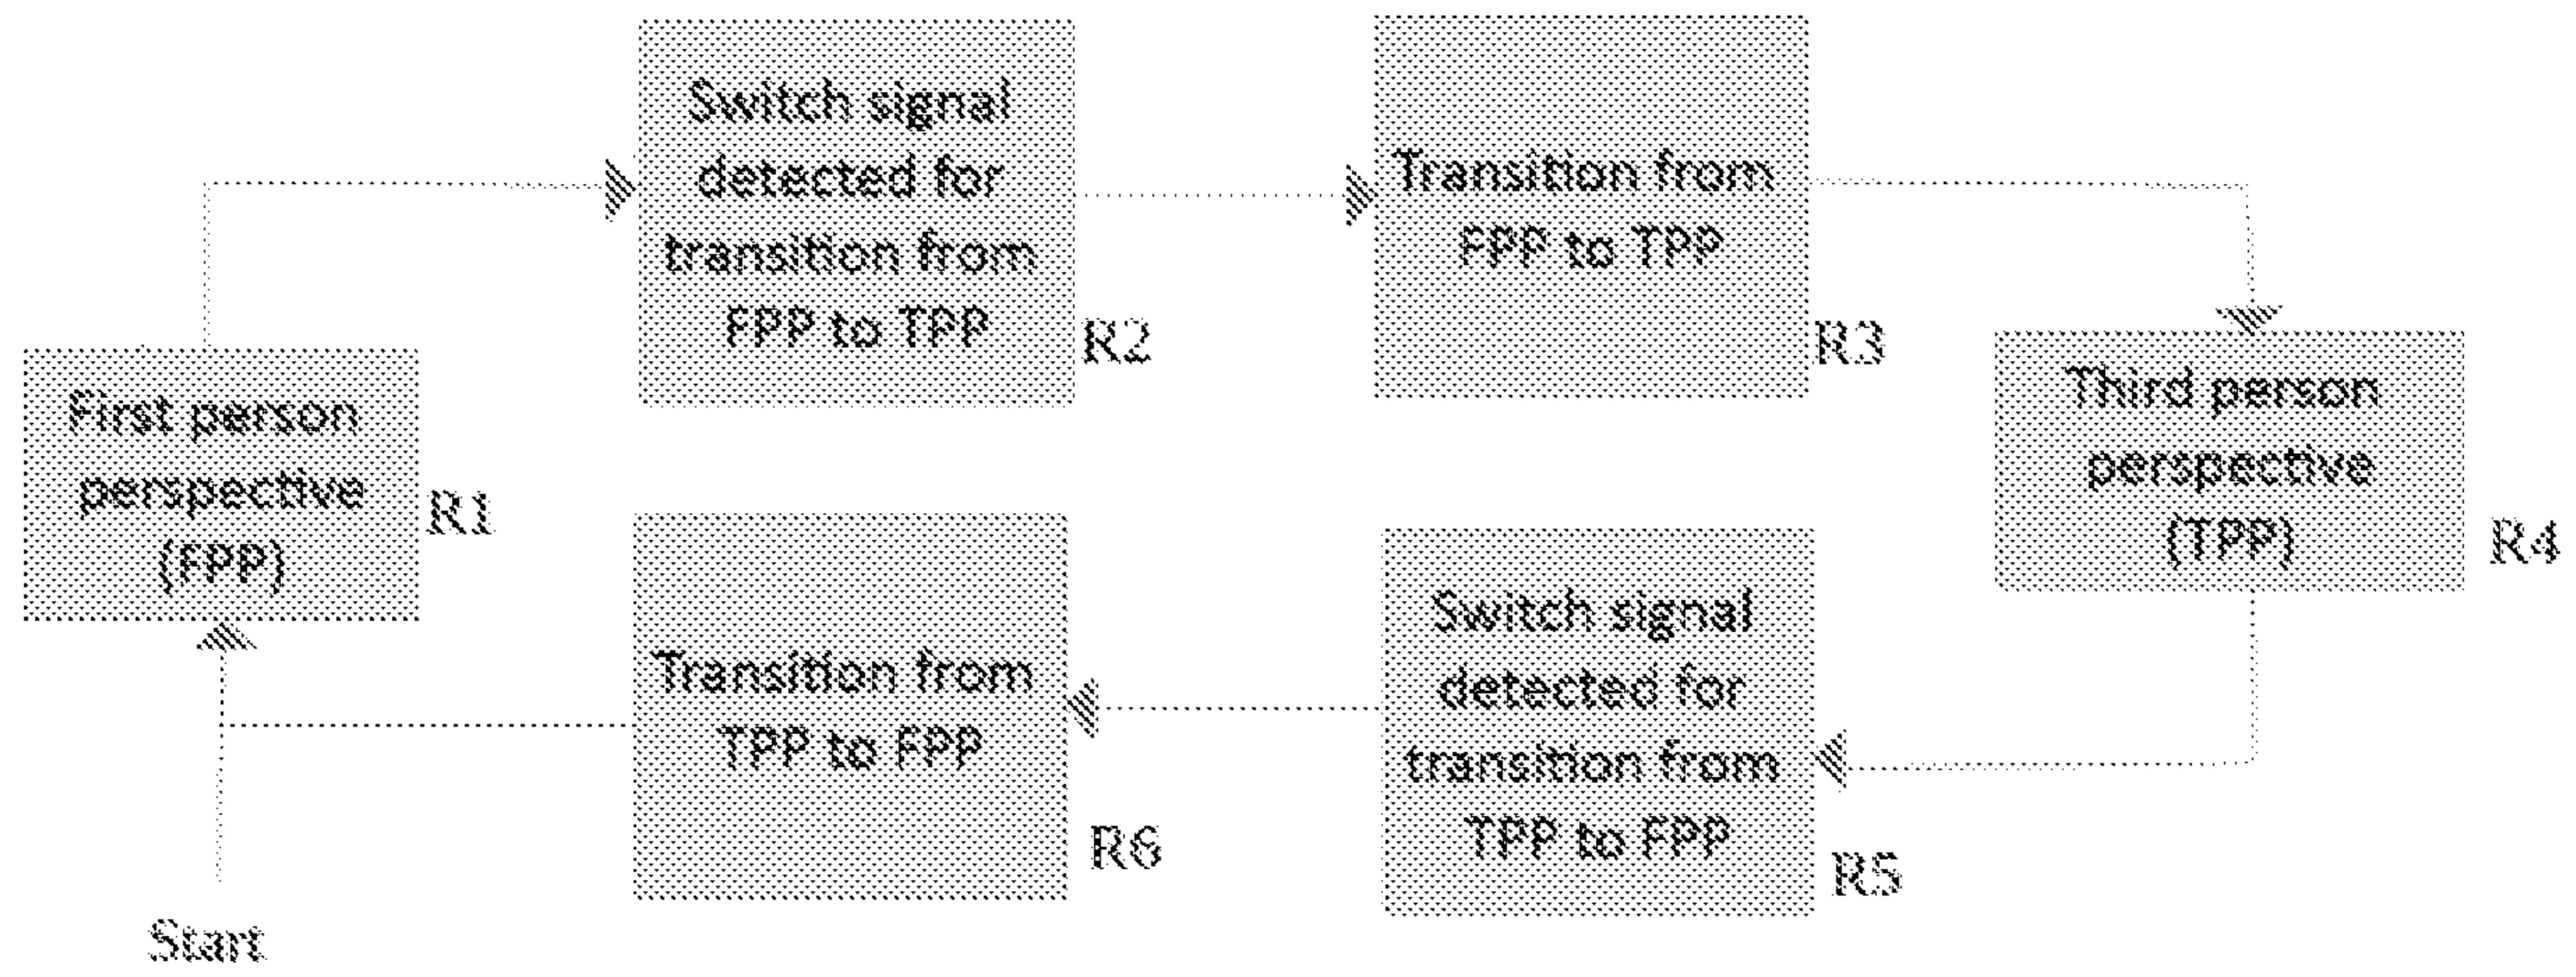 First person
perspective
(FPP)
R1
Switch signal
detected for
transition from
FPP to TPP
R2
Transition from
FPP to TPP
R3
Third person
perspective
(TPP)
R4
Switch signal
detected for
transition from
TPP to FPP
R5
Transition from
TPP to FPP
R6
Start